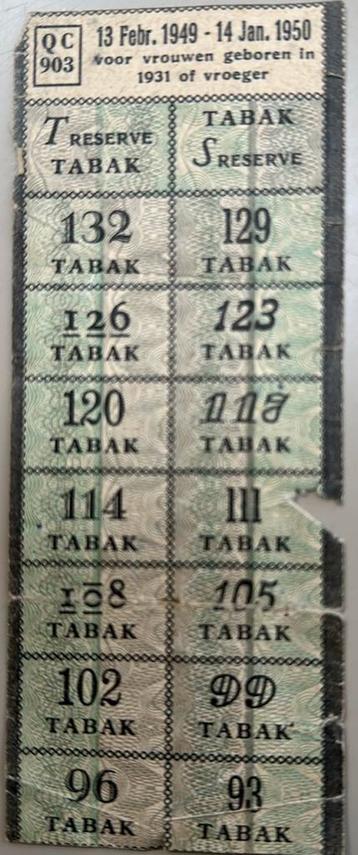 QC
903
13 Febr. 1949 - 14 Jan. 1950
voor vrouwen geboren in
1931 of vroeger
T RESERVE
TABAK
TABAK
S RESERVE
132
TABAK
129
TABAK
126
TABAK
123
TABAK
120
TABAK
117
TABAK
114
TABAK
111
TABAK
108
TABAK
105
TABAK
102
TABAK
99
TABAK
96
TABAK
93
TABAK